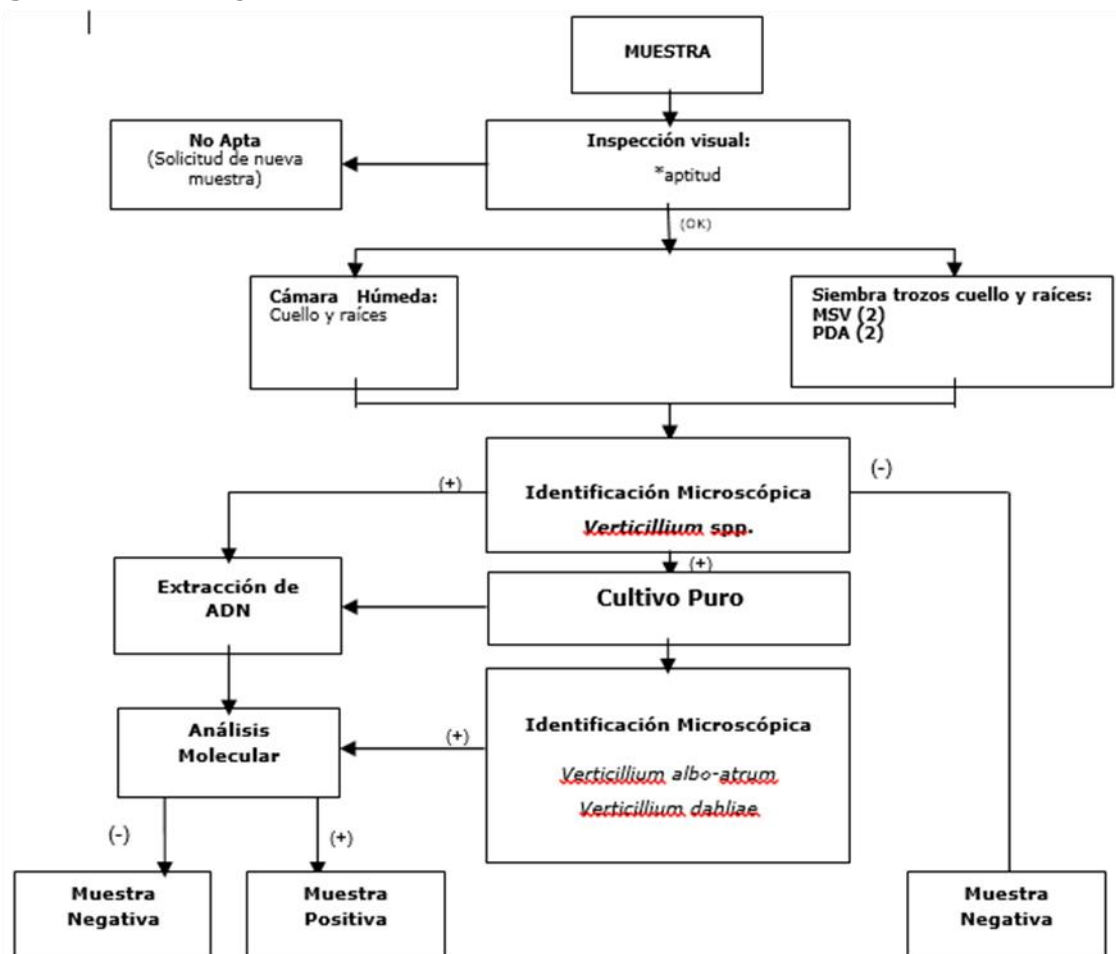 MUESTRA
No Apta
(Solicitud de nueva
muestra)
Inspección visual:
*aptitud
(OK)
Cámara Húmeda:
Cuello y raíces
Siembra trozos cuello y raíces:
MSV (2)
PDA (2)
(+)
Identificación Microscópica
Verticillium spp.
(-)
(+)
Extracción de
ADN
Cultivo Puro
Análisis
Molecular
(+)
Identificación Microscópica
Verticillium albo-atrum
Verticillium dahliae
(-)
(+)
Muestra
Negativa
Muestra
Positiva
Muestra
Negativa